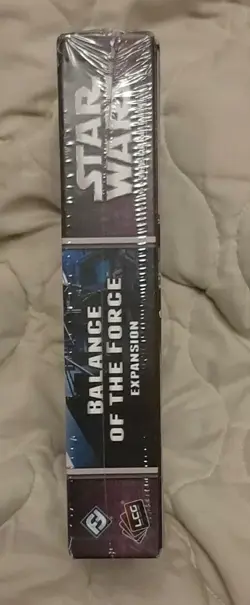 STAR
WARS
BALANCE
OF THE FORCE
EXPANSION
LCG